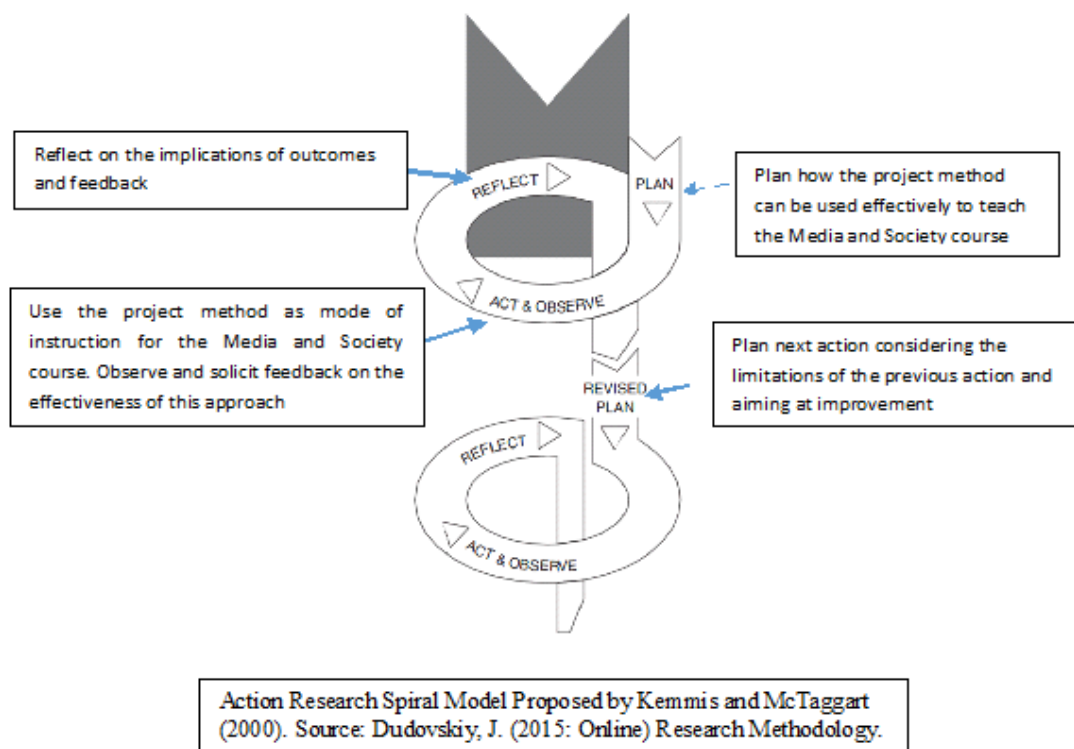 REFLECT
PLAN
Reflect on the implications of outcomes
and feedback
Plan how the project method
can be used effectively to teach
the Media and Society course
ACT & OBSERVE
Use the project method as mode of
instruction for the Media and Society
course. Observe and solicit feedback on the
effectiveness of this approach
Plan next action considering the
limitations of the previous action and
aiming at improvement
REVISED
PLAN
REFLECT
ACT & OBSERVE
Action Research Spiral Model Proposed by Kemmis and McTaggart
(2000). Source: Dudovskiy, J. (2015: Online) Research Methodology.